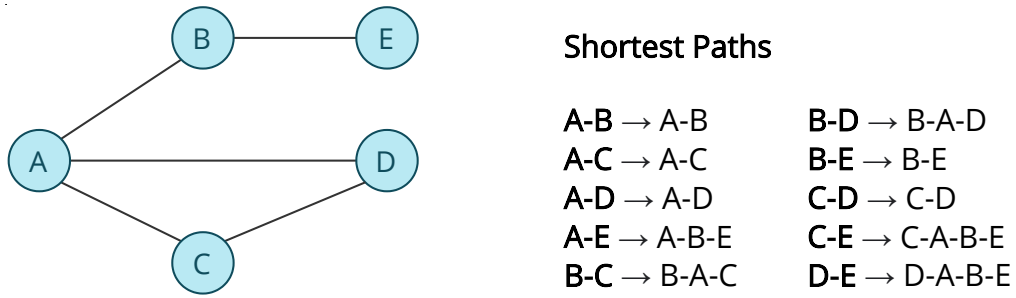 B
E
A
D
C
Shortest Paths
A-B → A-B
A-C → A-C
A-D → A-D
A-E → A-B-E
B-C → B-A-C
B-D → B-A-D
B-E → B-E
C-D → C-D
C-E → C-A-B-E
D-E → D-A-B-E